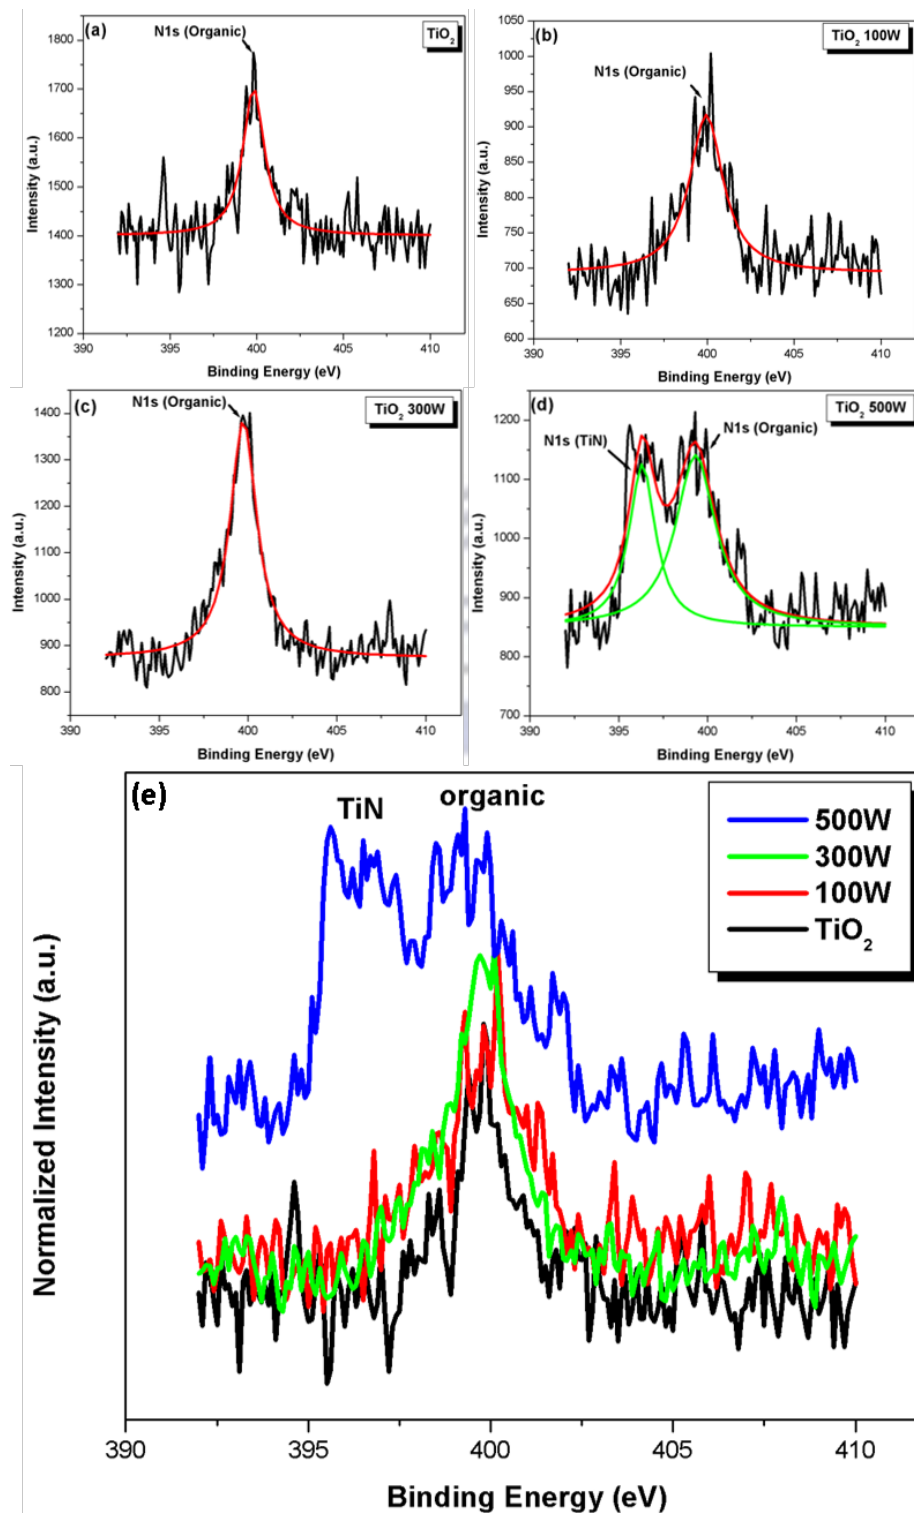 (a)
N1s (Organic)
TiO2
1800
1700
1600
1500
1400
1300
1200
Intensity (a.u.)
390 395 400 405 410
Binding Energy (eV)
(b)
N1s (Organic)
TiO2 100W
1050
1000
950
900
850
800
750
700
650
600
Intensity (a.u.)
390 395 400 405 410
Binding Energy (eV)
(c)
N1s (Organic)
TiO2 300W
1400
1300
1200
1100
1000
900
800
Intensity (a.u.)
390 395 400 405 410
Binding Energy (eV)
(d)
N1s (TiN)
N1s (Organic)
TiO2 500W
1200
1100
1000
900
800
700
Intensity (a.u.)
390 395 400 405 410
Binding Energy (eV)
(e)
TiN
organic
500W
300W
100W
TiO2
Normalized Intensity (a.u.)
390 395 400 405 410
Binding Energy (eV)